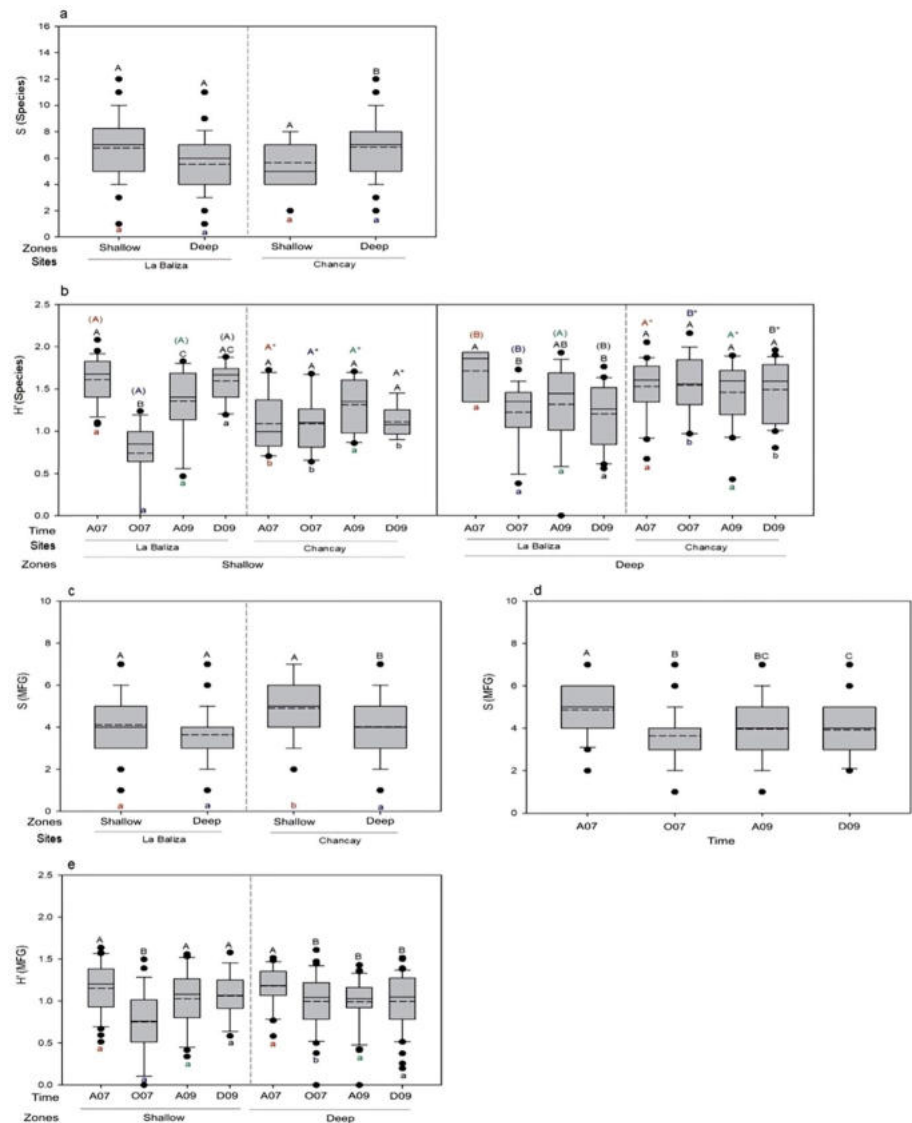 a
16
14
12
10
8
6
4
2
0
S (Species)
A A A B
a a a a
Zones Shallow Deep Shallow Deep
Sites La Baliza Chancay
b
2.5
2.0
1.5
1.0
0.5
0.0
H'(Species)
(A) (A) (A) (A) A* A* A* A* (B) (B) (A) (B) A* B* A* B*
A B C AC A A A A A B AB B A A A A
a a a a b b a b a a a a a b a b
Time A07 O07 A09 D09 A07 O07 A09 D09 A07 O07 A09 D09 A07 O07 A09 D09
Sites La Baliza Chancay La Baliza Chancay
Zones Shallow Deep
c
10
8
6
4
2
0
S (MFG)
A A A B
a a b a
Zones Shallow Deep Shallow Deep
Sites La Baliza Chancay
d
10
8
6
4
2
0
S (MFG)
A B BC C
A07 O07 A09 D09
Time
e
2.5
2.0
1.5
1.0
0.5
0.0
H'(MFG)
A B A A A B B B
a a a a a b a a
Time A07 O07 A09 D09 A07 O07 A09 D09
Zones Shallow Deep